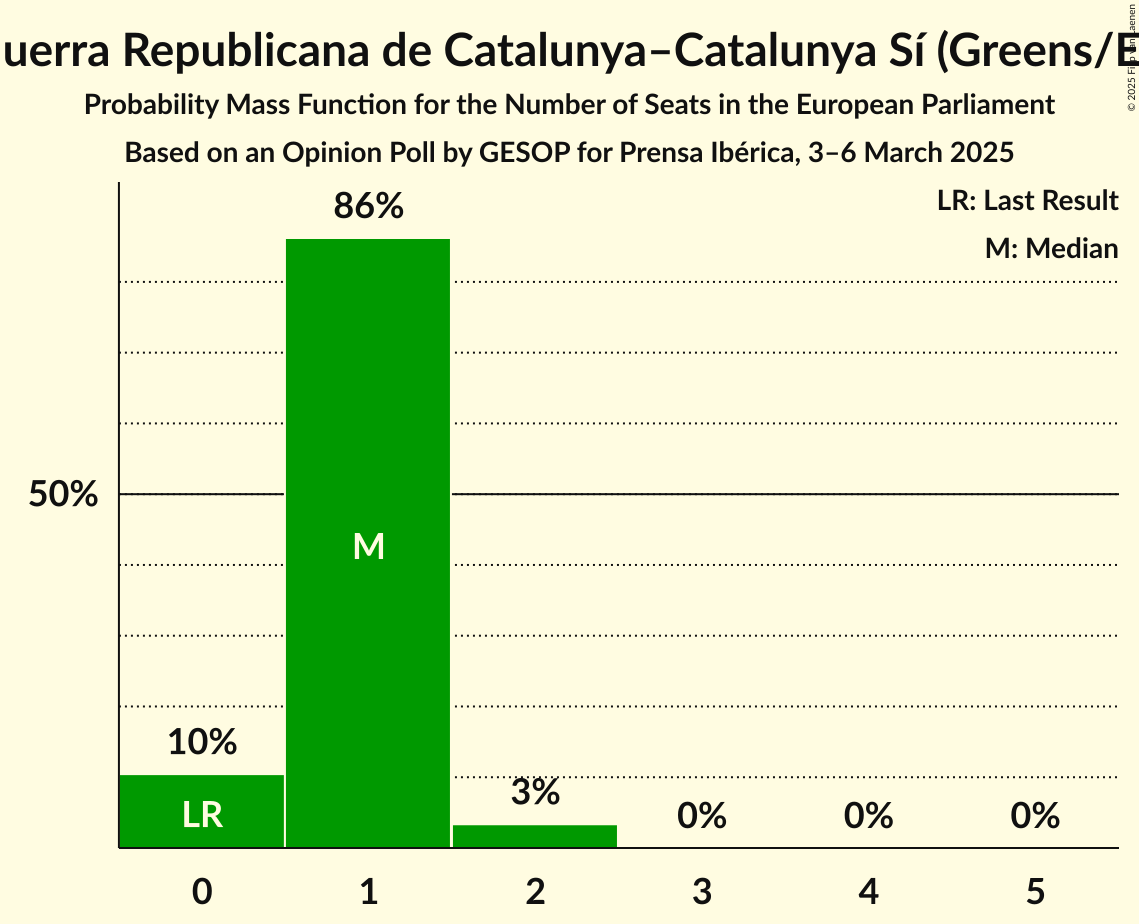 uerra Republicana de Catalunya–Catalunya Sí (Greens/E
Probability Mass Function for the Number of Seats in the European Parliament
Based on an Opinion Poll by GESOP for Prensa Ibérica, 3–6 March 2025
LR: Last Result
M: Median
86%
50%
M
10%
LR
3%
0%
0%
0%
0
1
2
3
4
5
© 2025